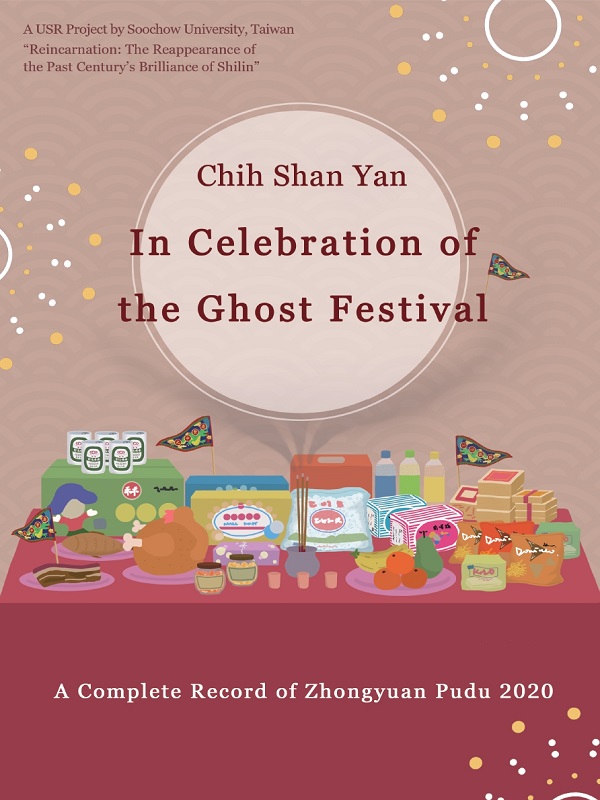 A USR Project by Soochow University, Taiwan
“Reincarnation: The Reappearance of
the Past Century’s Brilliance of Shilin”
Chih Shan Yan
In Celebration of
the Ghost Festival
A Complete Record of Zhongyuan Pudu 2020